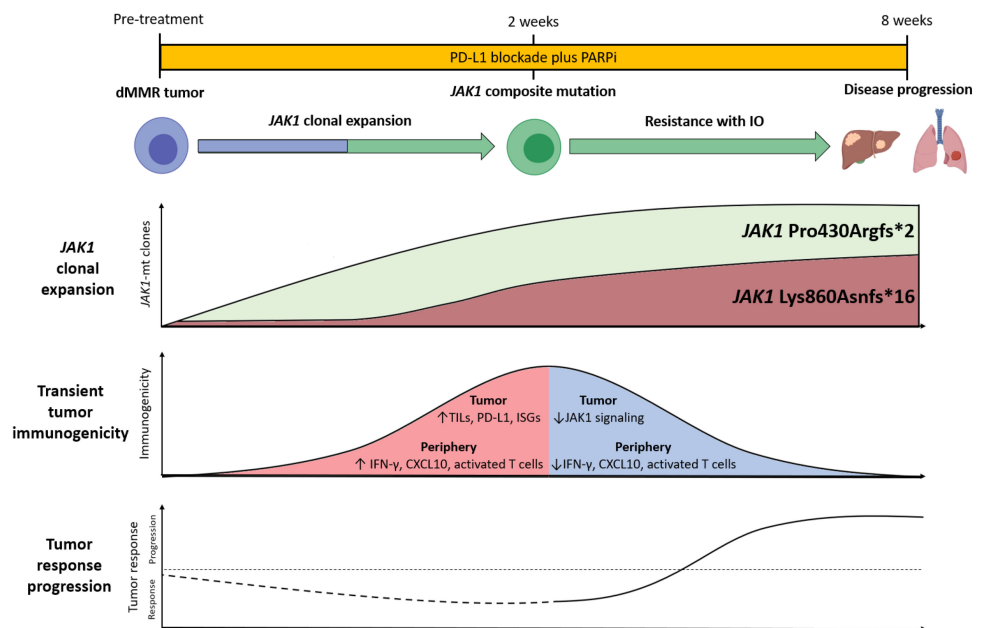 Pre-treatment
2 weeks
8 weeks
PD-L1 blockade plus PARPi
dMMR tumor
JAK1 composite mutation
Disease progression
JAK1 clonal expansion
Resistance with IO
JAK1
clonal
expansion
JAK1-mt clones
JAK1 Pro430Argfs*2
JAK1 Lys860Asnfs*16
Transient
tumor
immunogenicity
Immunogenicity
Tumor
↑TILs, PD-L1, ISGs
Periphery
↑ IFN-γ, CXCL10, activated T cells
Tumor
↓JAK1 signaling
Periphery
↓IFN-γ, CXCL10, activated T cells
Tumor
response
progression
Tumor response
Progression
Response